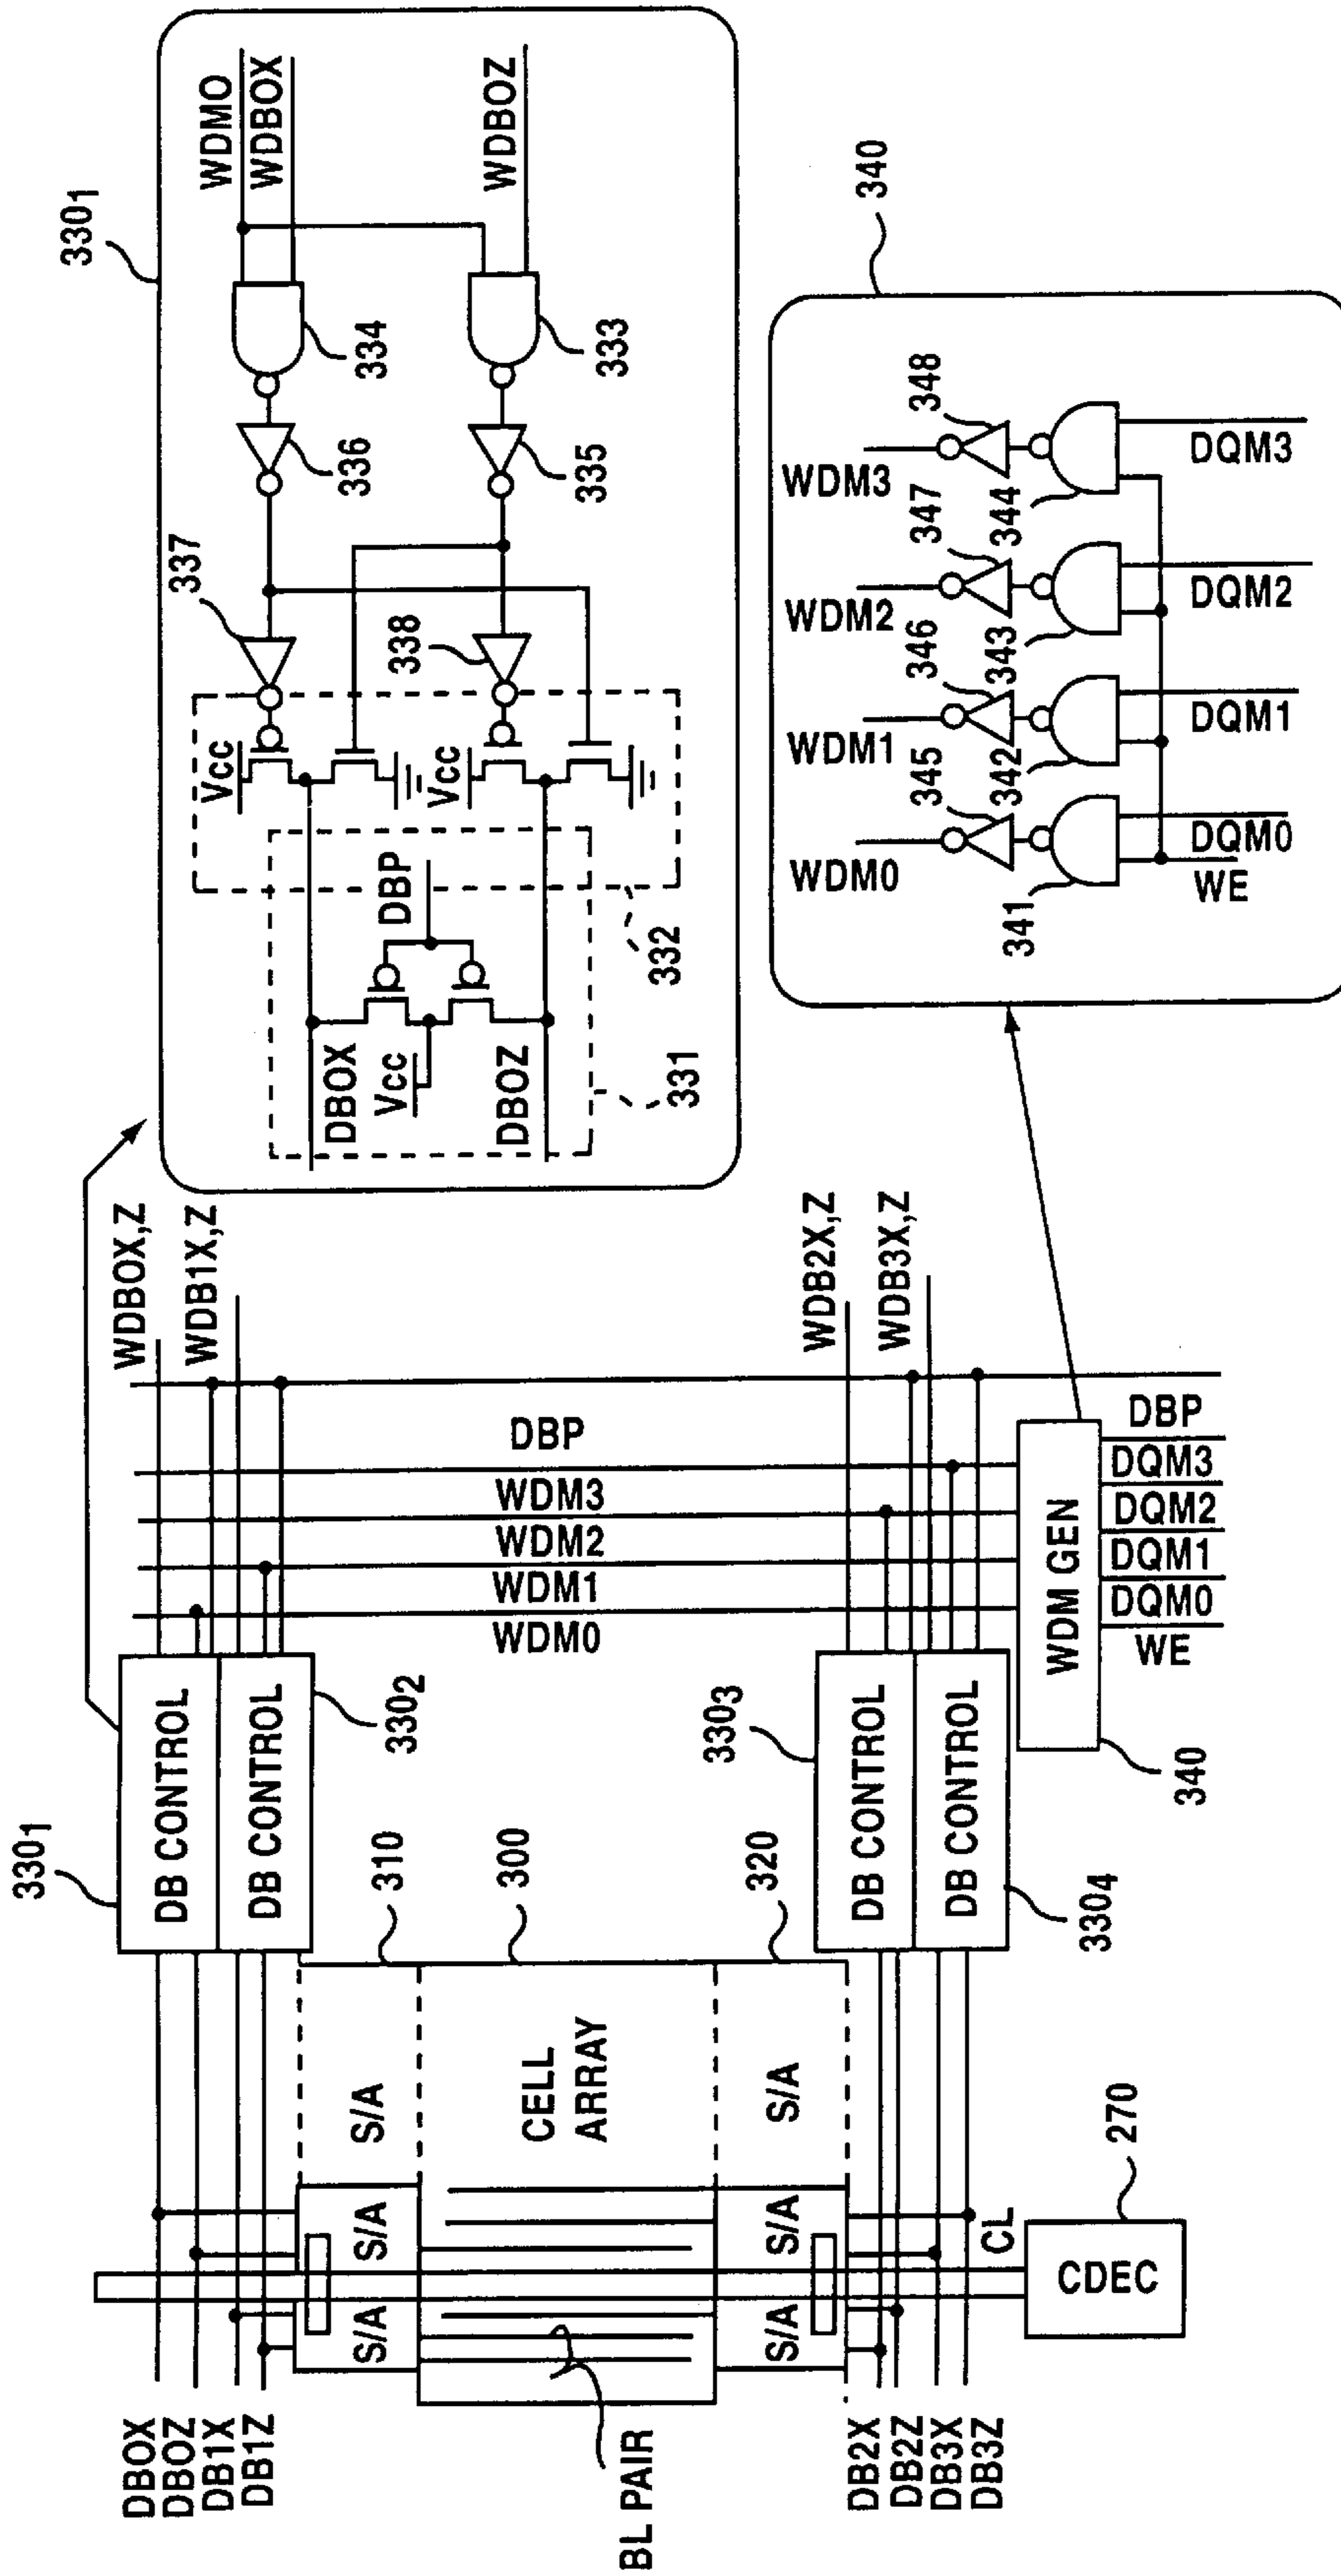 DBOX
DBOZ
DB1X
DB1Z
BL PAIR
DB2X
DB2Z
DB3X
DB3Z
330₁
DB CONTROL
DB CONTROL
330₂
310
300
320
S/A
S/A
S/A
CELL
ARRAY
S/A
S/A
S/A
CL
CDEC
270
330₃
DB CONTROL
DB CONTROL
330₄
WDBOX,Z
WDB1X,Z
WDB2X,Z
WDB3X,Z
DBP
WDM3
WDM2
WDM1
WDM0
WDM GEN
340
DBP
DQM3
DQM2
DQM1
DQM0
WE
330₁
WDMO
WDBOX
WDBOZ
334
333
336
335
337
338
Vcc
Vcc
DBP
332
DBOX
Vcc
DBOZ
331
340
WDM3
348
WDM2
347
WDM1
346
WDM0
345
344
343
342
341
DQM3
DQM2
DQM1
DQM0
WE